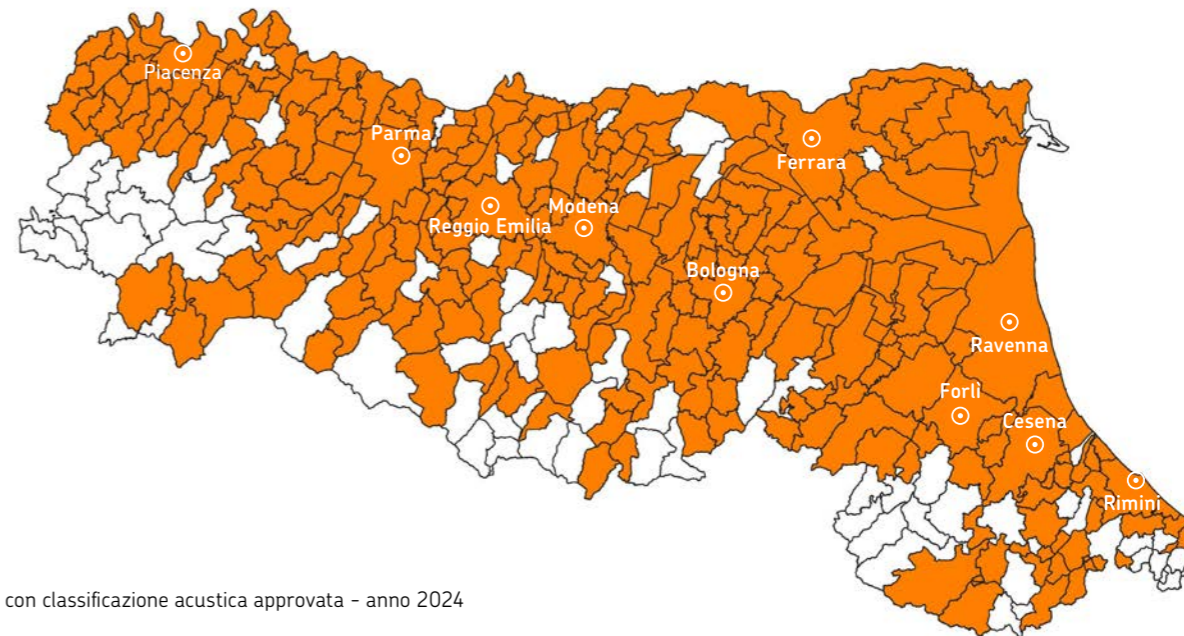 Piacenza
Parma
Ferrara
Reggio Emilia
Modena
Bologna
Ravenna
Forlì
Cesena
Rimini
con classificazione acustica approvata - anno 2024